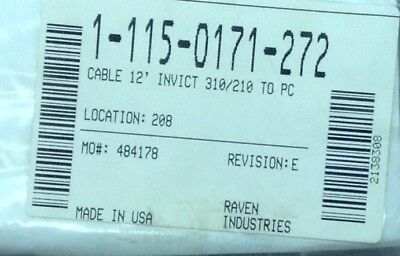 1-115-0171-272
CABLE 12' INVICT 310/210 TO PC
LOCATION: 208
MO#: 484178 REVISION: E
2138308
MADE IN USA
RAVEN
INDUSTRIES